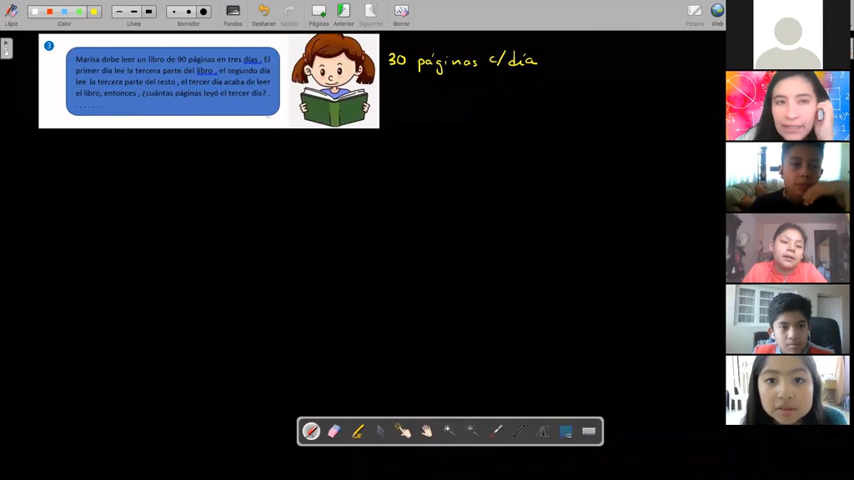 Lápiz
Color
Línea
Borrador
Fondos
Deshacer
Repetir
Páginas
Anterior
Siguiente
Borrar
Web
3
Marisa debe leer un libro de 90 páginas en tres días . El
primer día lee la tercera parte del libro , el segundo día
lee la tercera parte del resto , el tercer día acaba de leer
el libro, entonces , ¿cuántas páginas leyó el tercer día? .
. . . . . . .
30 páginas c/día